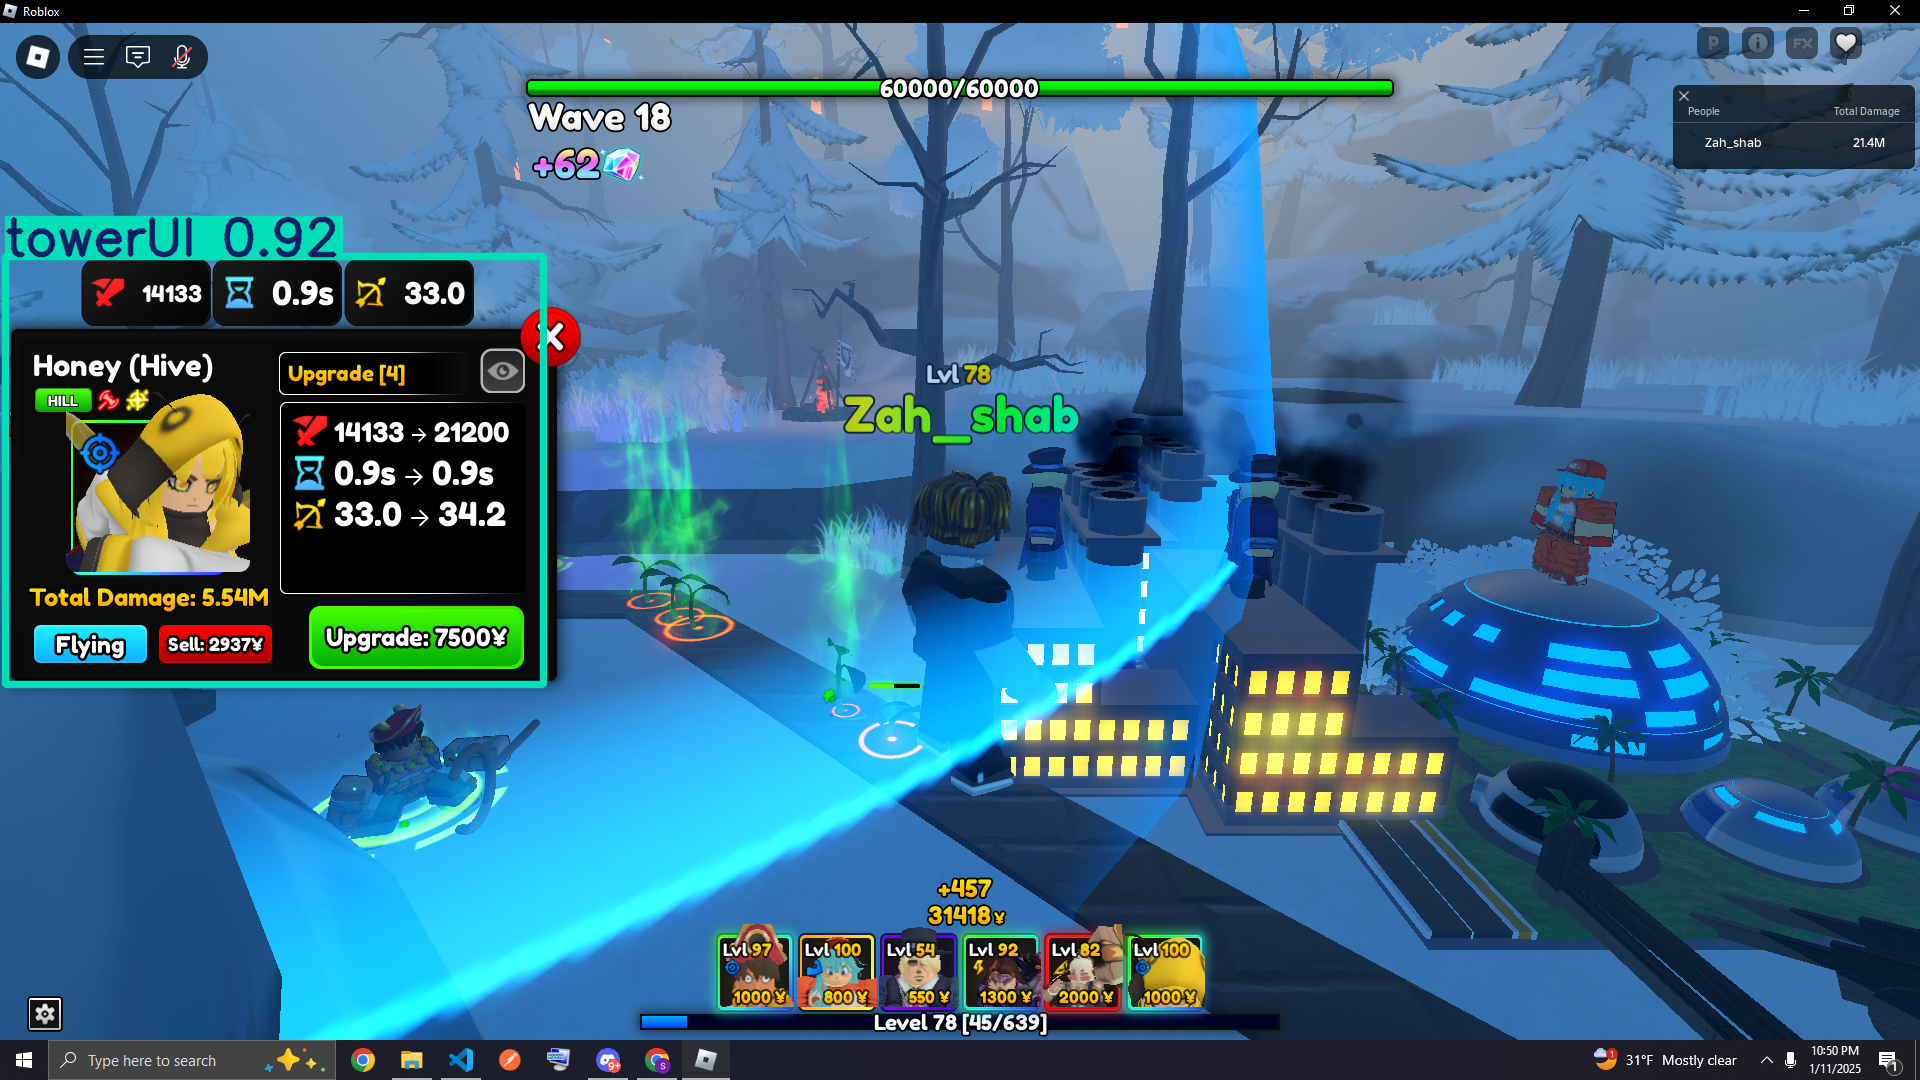 Roblox
P
FX
60000/60000
Wave 18
+62
People Total Damage
Zah_shab 21.4M
towerUI 0.92
14133 0.9s 33.0
Honey (Hive)
HILL
Upgrade [4]
14133 → 21200
0.9s → 0.9s
33.0 → 34.2
Total Damage: 5.54M
Flying
Sell: 2937¥
Upgrade: 7500¥
Lvl 78
Zah_shab
+457
31418¥
Lvl 97 Lvl 100 Lvl 54 Lvl 92 Lvl 82 Lvl 100
1000 ¥ 800 ¥ 550 ¥ 1300 ¥ 2000 ¥ 1000 ¥
Level 78 [45/639]
Type here to search
9+
S
1
31°F Mostly clear
10:50 PM
1/11/2025
1